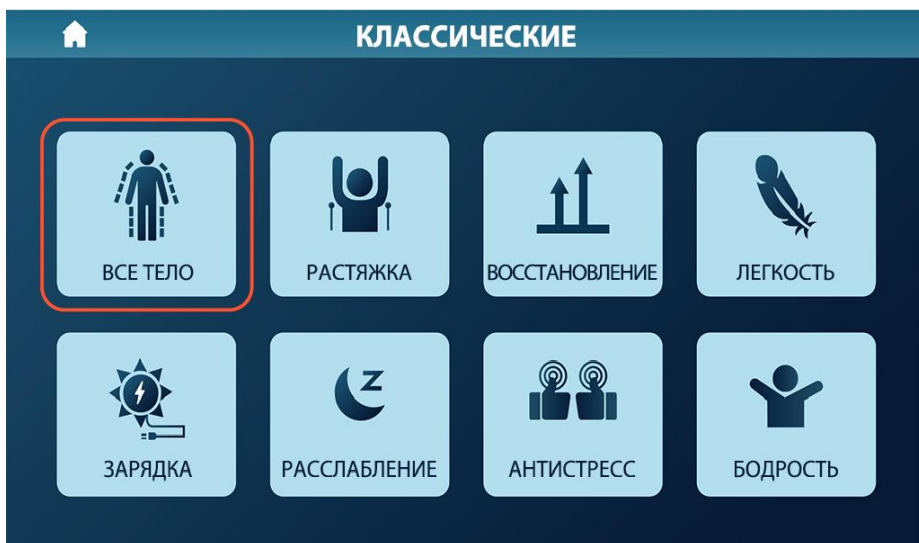 КЛАССИЧЕСКИЕ
ВСЕ ТЕЛО
РАСТЯЖКА
ВОССТАНОВЛЕНИЕ
ЛЕГКОСТЬ
Z
ЗАРЯДКА
РАССЛАБЛЕНИЕ
АНТИСТРЕСС
БОДРОСТЬ